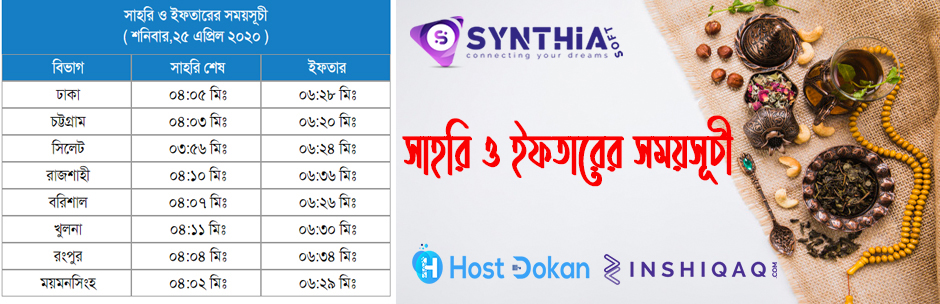 সাহরি ও ইফতারের সময়সূচী
( শনিবার,২৫ এপ্রিল ২০২০ )
বিভাগ সাহরি শেষ ইফতার
ঢাকা ০৪:০৫ মিঃ ০৬:২৮ মিঃ
চট্টগ্রাম ০৪:০৩ মিঃ ০৬:২০ মিঃ
সিলেট ০৩:৫৬ মিঃ ০৬:২৪ মিঃ
রাজশাহী ০৪:১০ মিঃ ০৬:৩৬ মিঃ
বরিশাল ০৪:০৭ মিঃ ০৬:২৬ মিঃ
খুলনা ০৪:১১ মিঃ ০৬:৩০ মিঃ
রংপুর ০৪:০৪ মিঃ ০৬:৩৪ মিঃ
ময়মনসিংহ ০৪:০২ মিঃ ০৬:২৯ মিঃ
SYNTHiA SOFT
connecting your dreams
সাহরি ও ইফতারের সময়সূচী
Host Dokan INSHIQAQ.COM